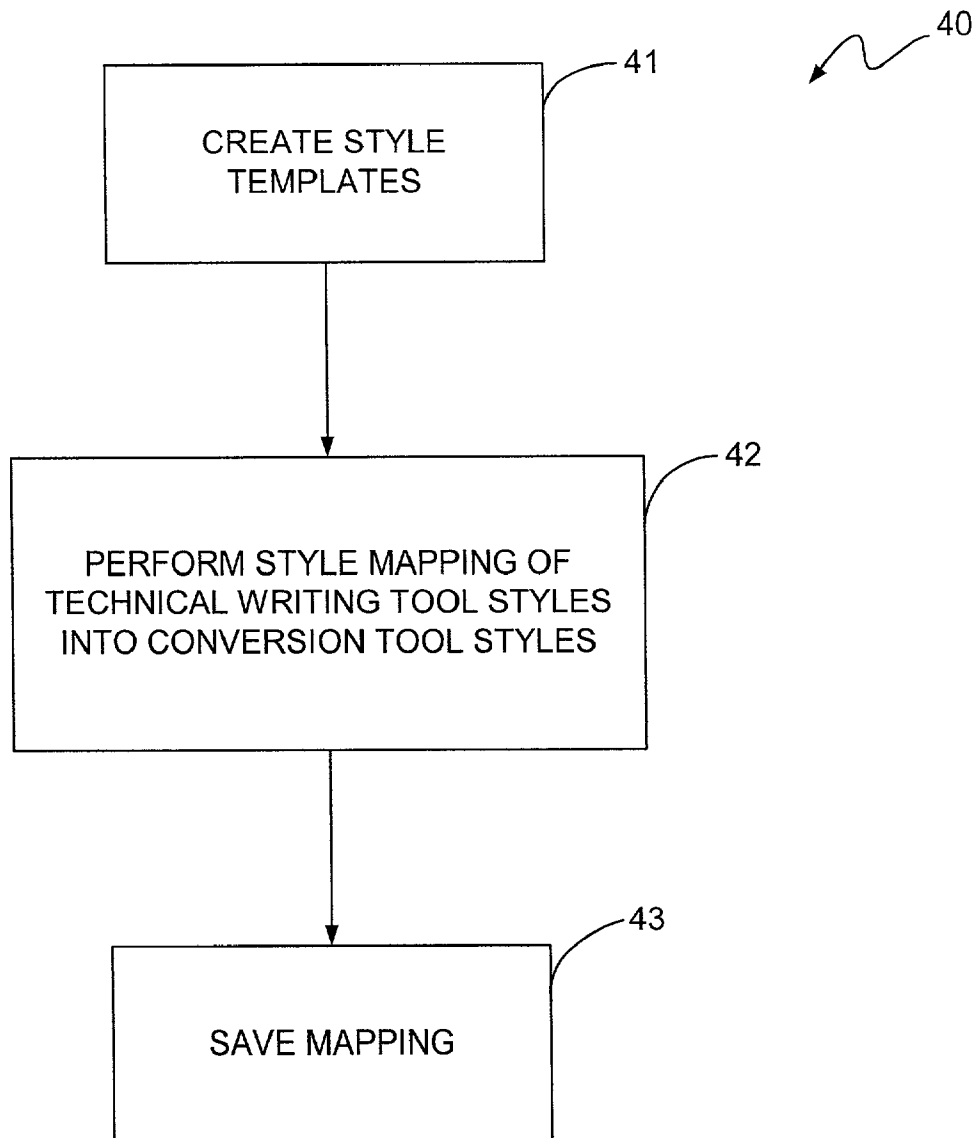 40
41
CREATE STYLE
TEMPLATES
42
PERFORM STYLE MAPPING OF
TECHNICAL WRITING TOOL STYLES
INTO CONVERSION TOOL STYLES
43
SAVE MAPPING